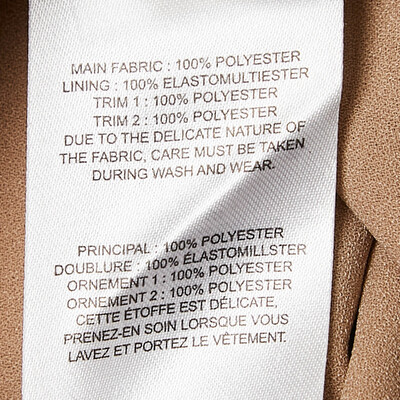 MAIN FABRIC : 100% POLYESTER
LINING : 100% ELASTOMULTIESTER
TRIM 1 : 100% POLYESTER
TRIM 2 : 100% POLYESTER
DUE TO THE DELICATE NATURE OF
THE FABRIC, CARE MUST BE TAKEN
DURING WASH AND WEAR.
PRINCIPAL : 100% POLYESTER
DOUBLURE : 100% ÉLASTOMILLSTER
ORNEMENT 1 : 100% POLYESTER
ORNEMENT 2 : 100% POLYESTER
CETTE ÉTOFFE EST DÉLICATE,
PRENEZ-EN SOIN LORSQUE VOUS
LAVEZ ET PORTEZ LE VÊTEMENT.